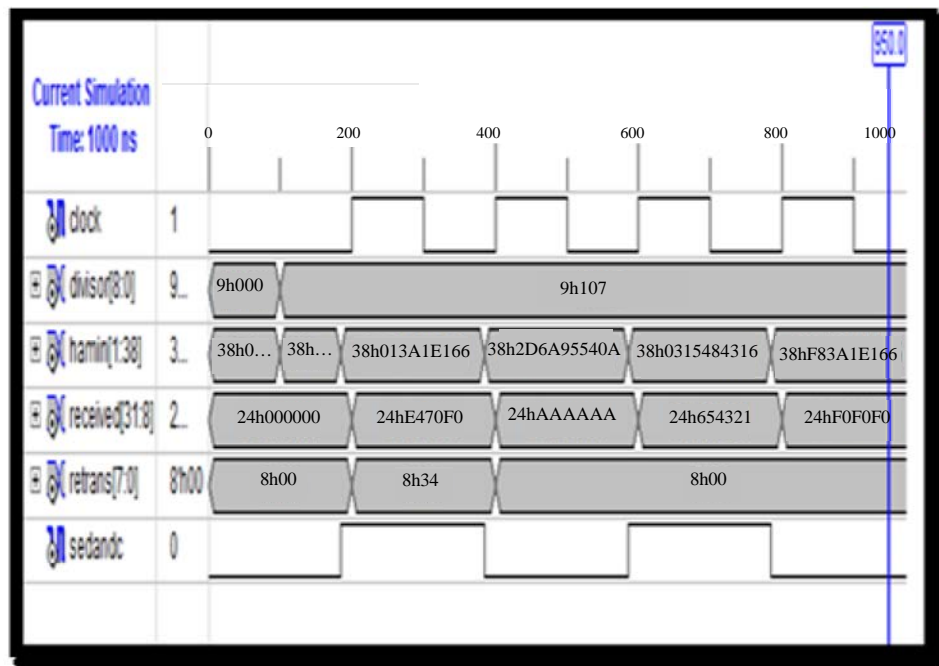 950.0
Current Simulation
Time: 1000 ns
0 200 400 600 800 1000
clock 1
divisor[8:0] 9... 9h000 9h107
hamin[1:38] 3... 38h0... 38h... 38h013A1E166 38h2D6A95540A 38h0315484316 38hF83A1E166
received[31:8] 2... 24h000000 24hE470F0 24hAAAAAA 24h654321 24hF0F0F0
retrans[7:0] 8'h00 8h00 8h34 8h00
sedandc 0